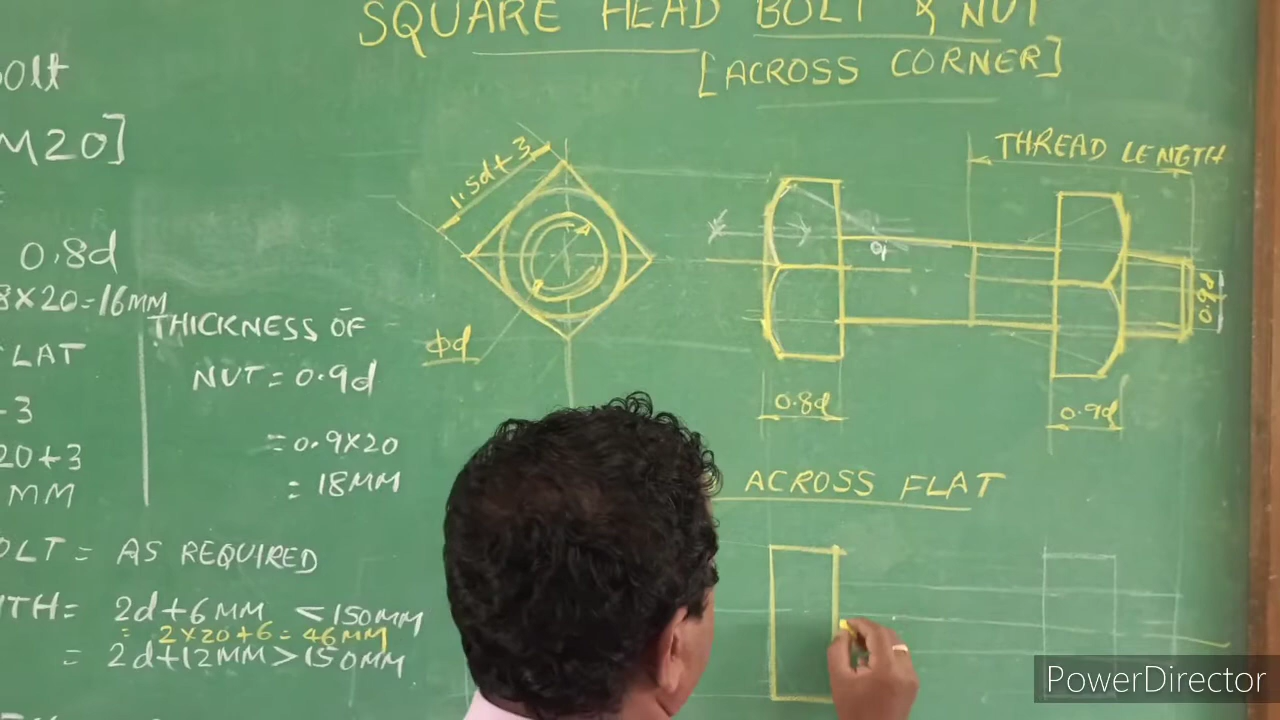 SQUARE HEAD BOLT & NUT
[ACROSS CORNER]
bolt
M20]
0.8d
8×20=16MM
FLAT
+3
20+3
MM
THICKNESS OF
NUT = 0.9d
= 0.9×20
= 18MM
BOLT = AS REQUIRED
2d+6MM <150MM
= 2×20+6=46MM
= 2d+12MM>150MM
1.5d+3
Φd
THREAD LENGTH
0.8d
0.9d
0.9d
ACROSS FLAT
PowerDirector